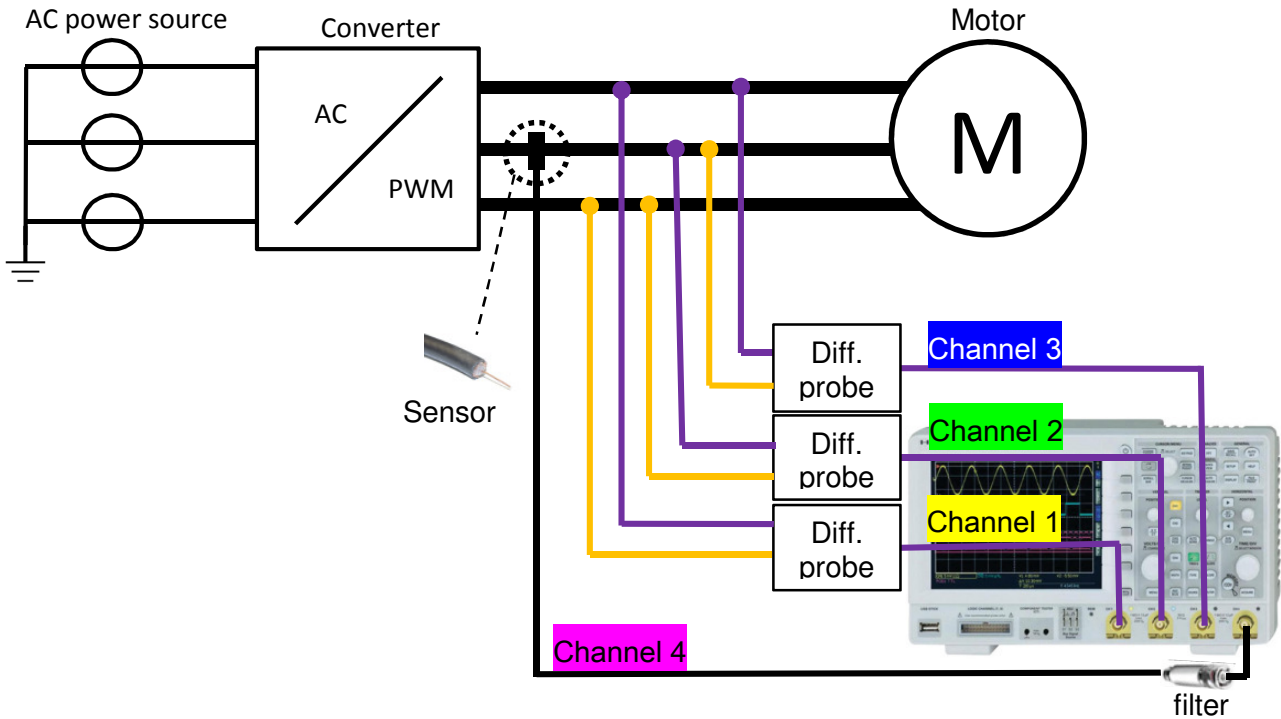 AC power source
Converter
Motor
AC
PWM
M
Sensor
Diff.
probe
Channel 3
Diff.
probe
Channel 2
Diff.
probe
Channel 1
Channel 4
filter